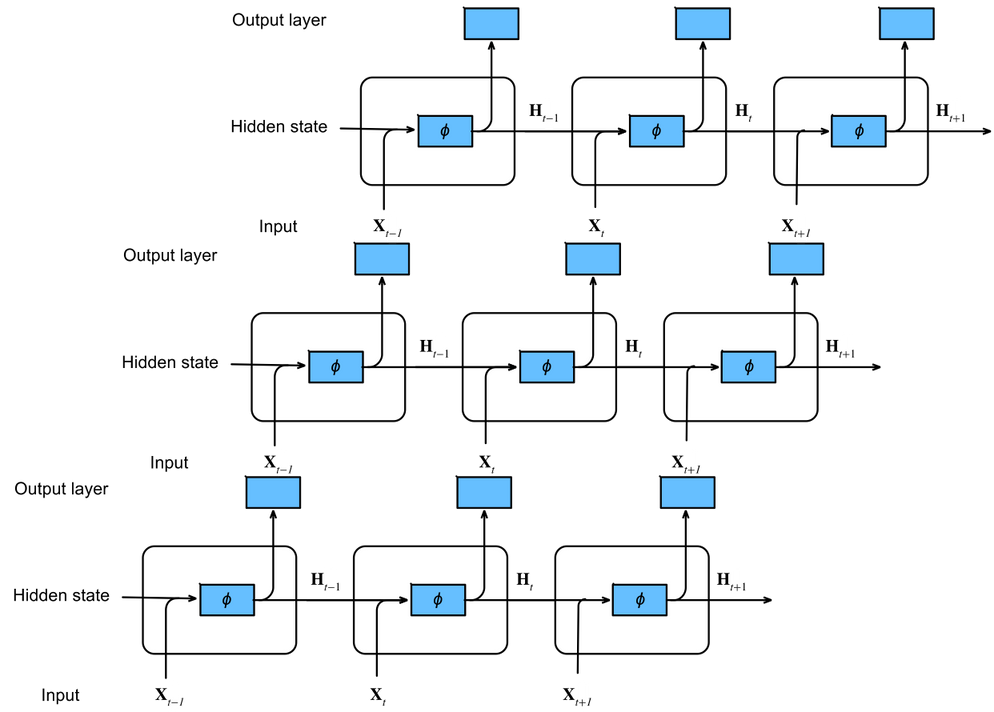 Output layer
Hidden state ϕ H_{t−1} ϕ H_t ϕ H_{t+1}
Input X_{t−1} X_t X_{t+1}
Output layer
Hidden state ϕ H_{t−1} ϕ H_t ϕ H_{t+1}
Input X_{t−1} X_t X_{t+1}
Output layer
Hidden state ϕ H_{t−1} ϕ H_t ϕ H_{t+1}
Input X_{t−1} X_t X_{t+1}